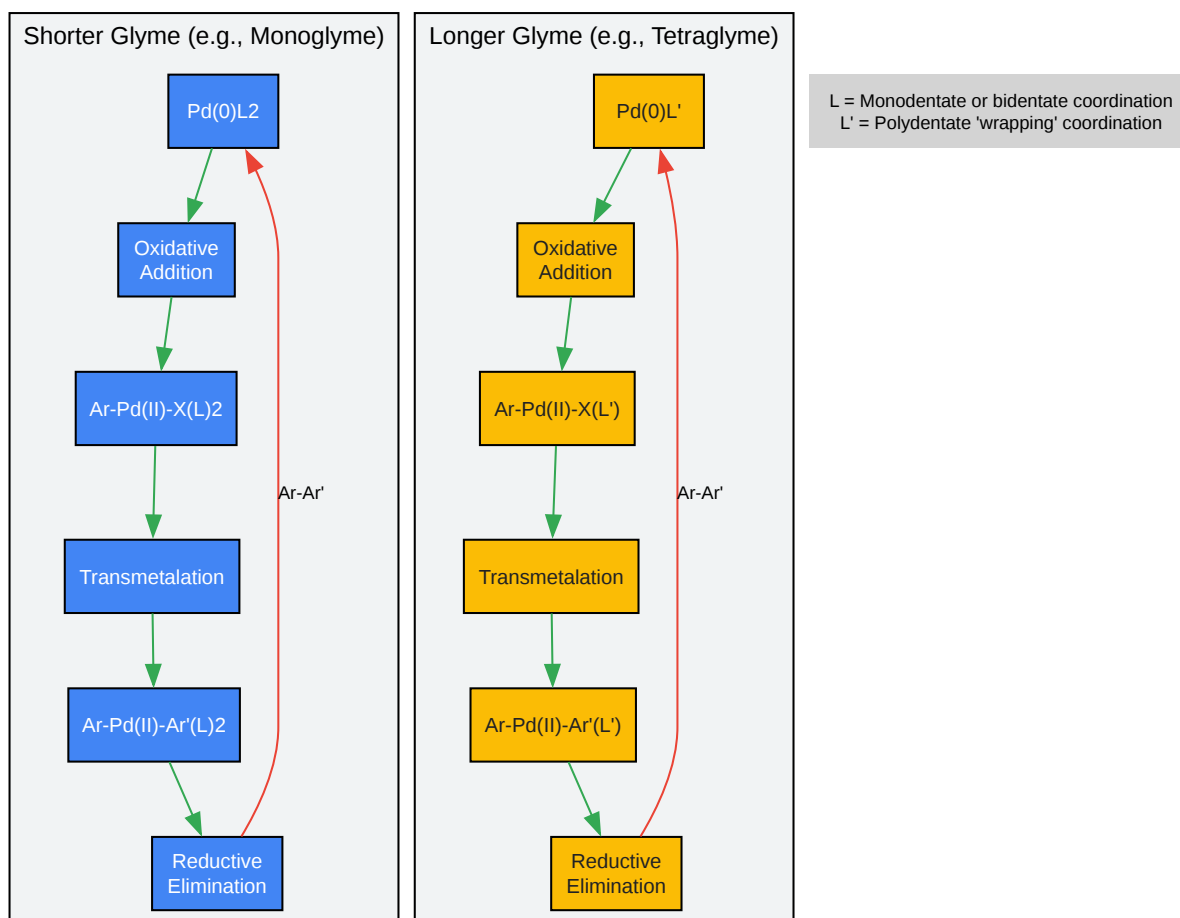 Shorter Glyme (e.g., Monoglyme)
Pd(0)L2
Oxidative
Addition
Ar-Pd(II)-X(L)2
Ar-Ar'
Transmetalation
Ar-Pd(II)-Ar'(L)2
Reductive
Elimination
Longer Glyme (e.g., Tetraglyme)
Pd(0)L'
Oxidative
Addition
Ar-Pd(II)-X(L')
Ar-Ar'
Transmetalation
Ar-Pd(II)-Ar'(L')
Reductive
Elimination
L = Monodentate or bidentate coordination
L' = Polydentate 'wrapping' coordination